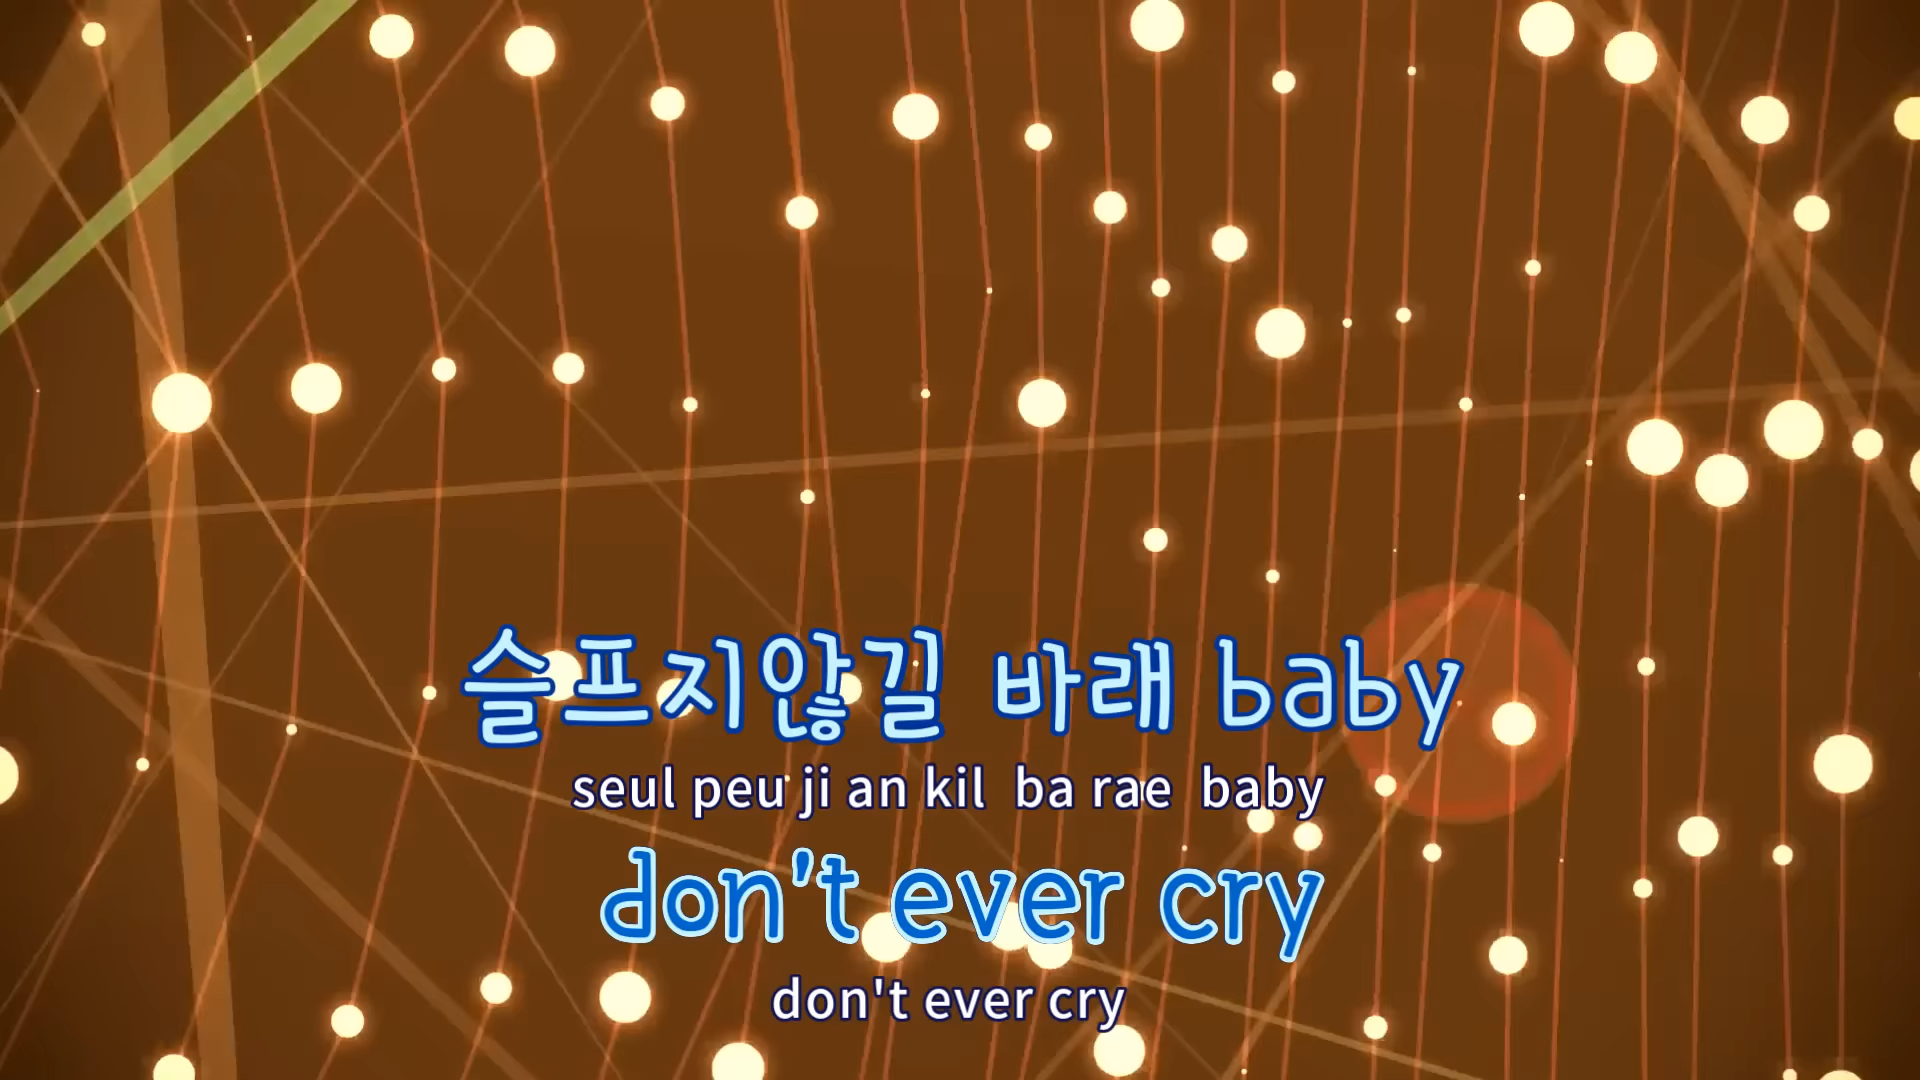 슬프지않길 바래 baby
seul peu ji an kil ba rae baby
don't ever cry
don't ever cry